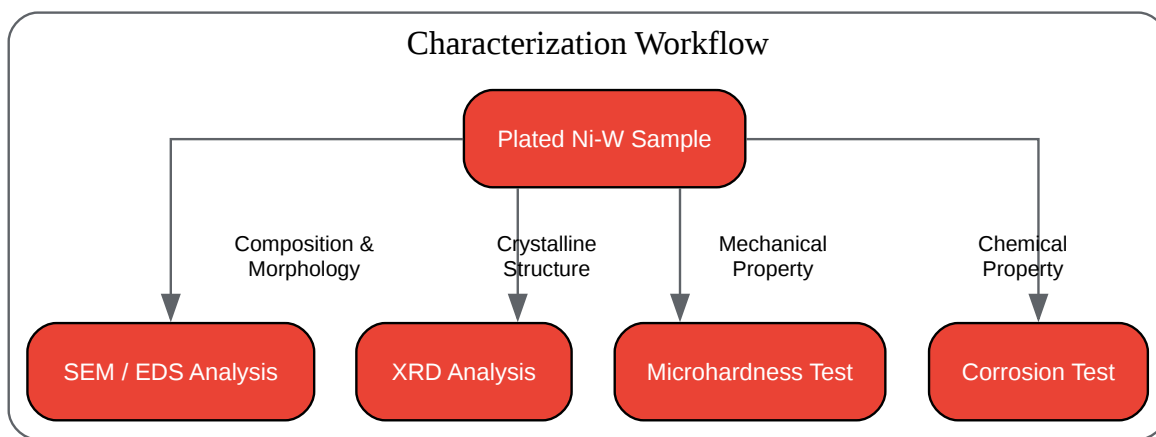 Characterization Workflow
Plated Ni-W Sample
Composition &
Morphology
Crystalline
Structure
Mechanical
Property
Chemical
Property
SEM / EDS Analysis
XRD Analysis
Microhardness Test
Corrosion Test